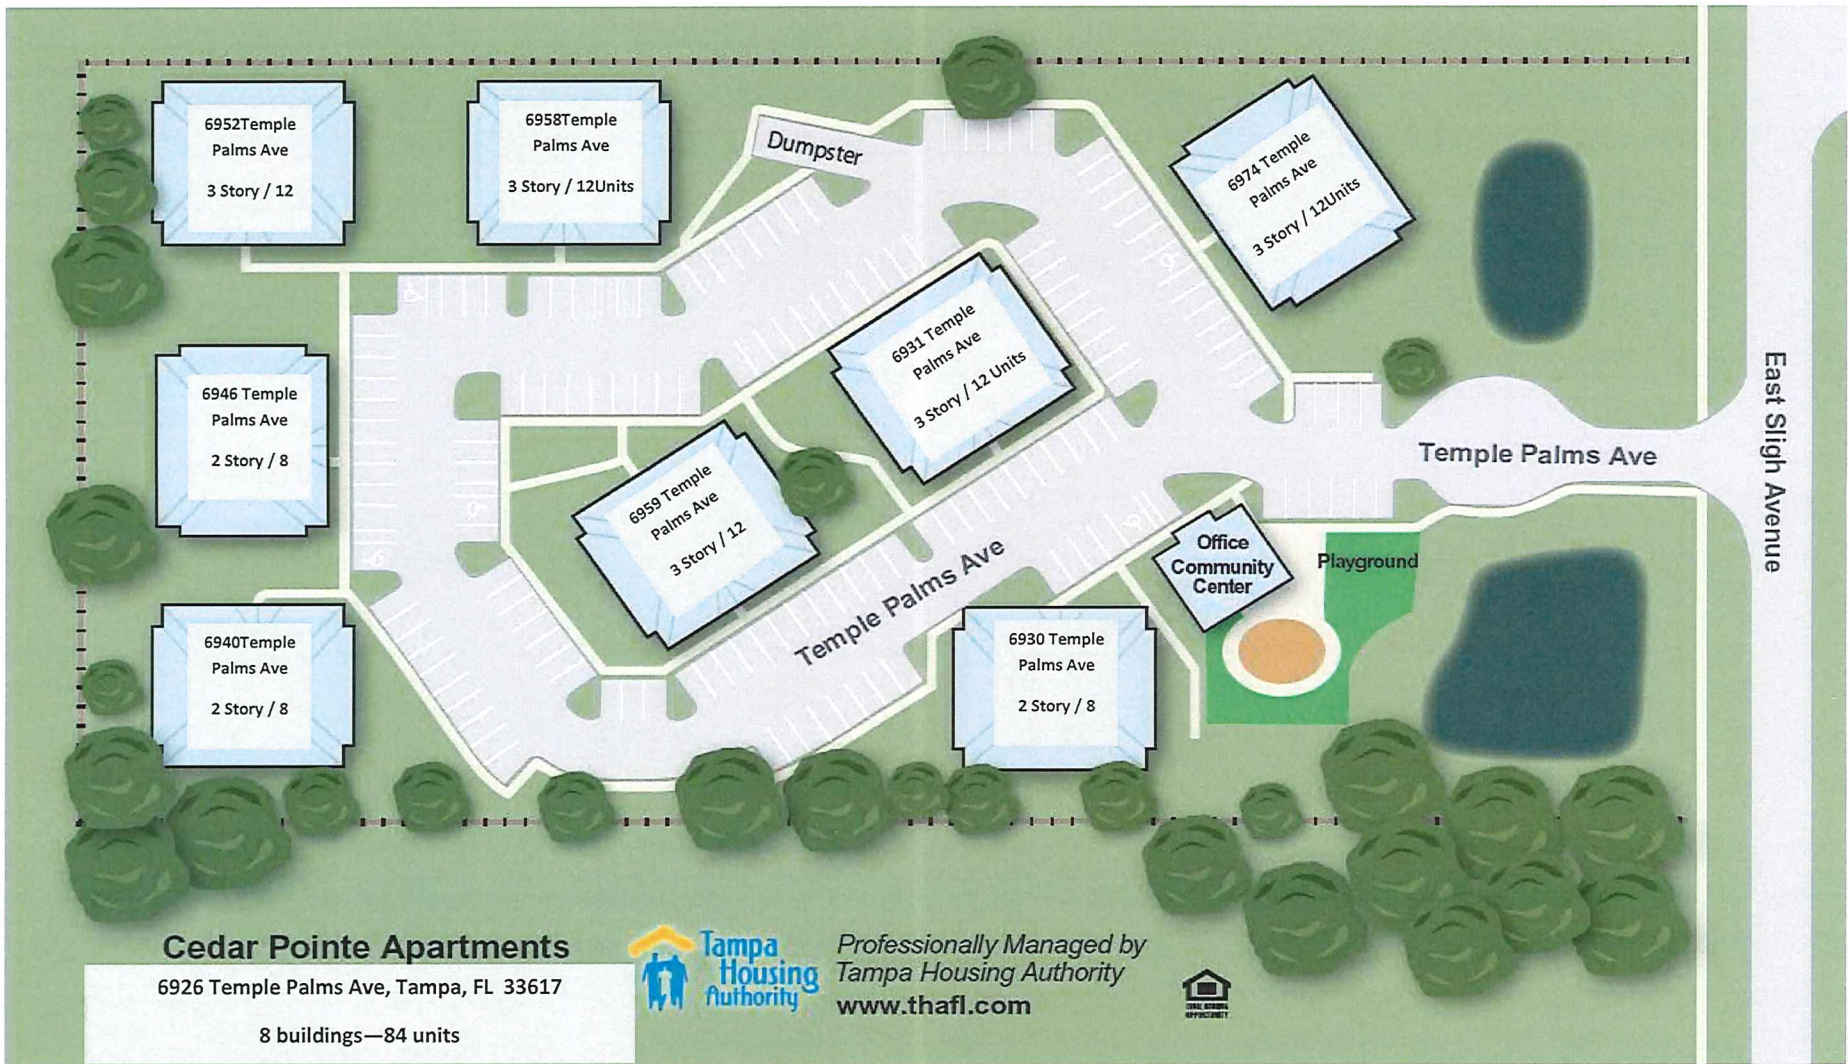 6952Temple
Palms Ave
3 Story / 12
6958Temple
Palms Ave
3 Story / 12Units
Dumpster
6974 Temple
Palms Ave
3 Story / 12Units
6931 Temple
Palms Ave
3 Story / 12 Units
6946 Temple
Palms Ave
2 Story / 8
6959 Temple
Palms Ave
3 Story / 12
Temple Palms Ave
East Sligh Avenue
Office
Community
Center
Playground
Temple Palms Ave
6940Temple
Palms Ave
2 Story / 8
6930 Temple
Palms Ave
2 Story / 8
Cedar Pointe Apartments
6926 Temple Palms Ave, Tampa, FL 33617
8 buildings—84 units
Tampa
Housing
Authority
Professionally Managed by
Tampa Housing Authority
www.thafl.com
EQUAL HOUSING
OPPORTUNITY